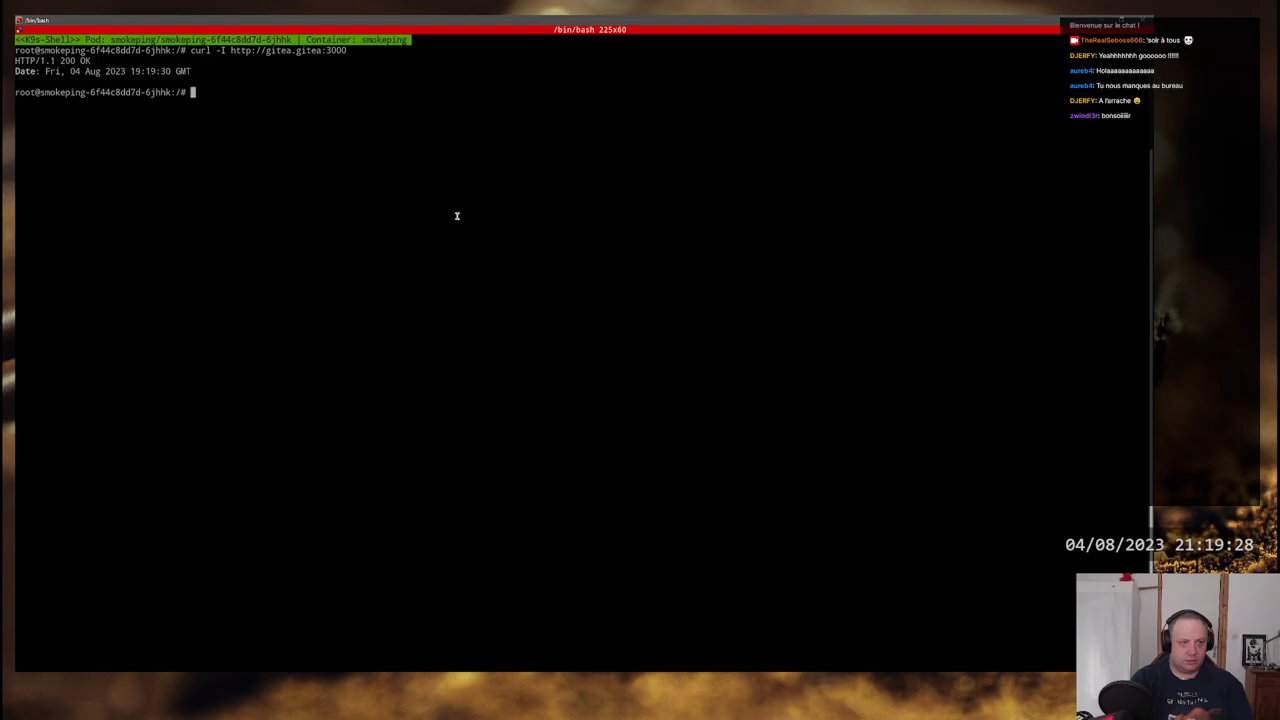 /bin/bash
/bin/bash 225x60
<<K9s-Shell>> Pod: smokeping/smokeping-6f44c8dd7d-6jhhk | Container: smokeping
root@smokeping-6f44c8dd7d-6jhhk:/# curl -I http://gitea.gitea:3000
HTTP/1.1 200 OK
Date: Fri, 04 Aug 2023 19:19:30 GMT
root@smokeping-6f44c8dd7d-6jhhk:/#
Bienvenue sur le chat !
TheRealSeboss666: 'soir à tous
DJERFY: Yeahhhhhh goooooo !!!!!!
aureb4: Holaaaaaaaaaaaa
aureb4: Tu nous manques au bureau
DJERFY: A l'arrache 😅
zwindl3r: bonsoiiiiir
04/08/2023 21:19:28